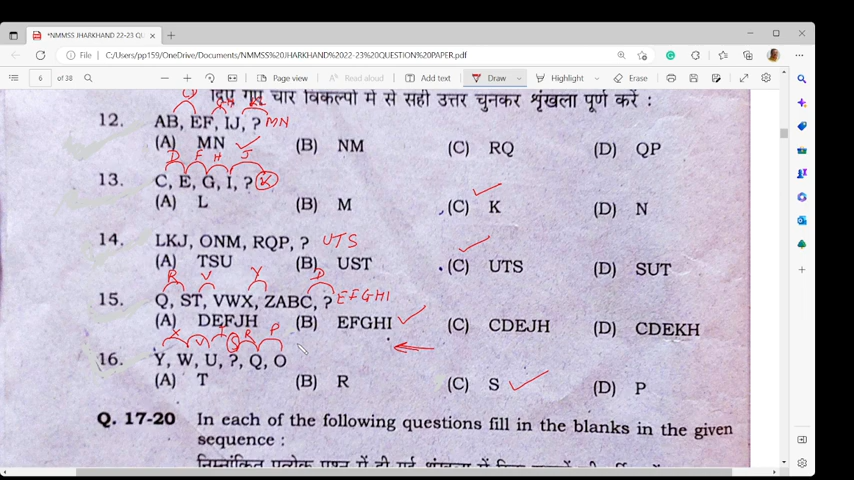 *NMMSS JHARKHAND 22-23 QU
File C:/Users/pp159/OneDrive/Documents/NMMSS%20JHARKHAND%2022-23%20QUESTION%20PAPER.pdf
6 of 38 Page view Read aloud Add text Draw Highlight Erase
दिए गए चार विकल्पों में से सही उत्तर चुनकर शृंखला पूर्ण करें :
12. AB, EF, IJ, ? MN
(A) MN (B) NM (C) RQ (D) QP
D F H J
13. C, E, G, I, ? K
(A) L (B) M (C) K (D) N
14. LKJ, ONM, RQP, ? UTS
(A) TSU (B) UST (C) UTS (D) SUT
R U Y D
15. Q, ST, VWX, ZABC, ? EFGHI
(A) DEFJH (B) EFGHI (C) CDEJH (D) CDEKH
X V T S R P
16. Y, W, U, ?, Q, O
(A) T (B) R (C) S (D) P
Q. 17-20 In each of the following questions fill in the blanks in the given
sequence :